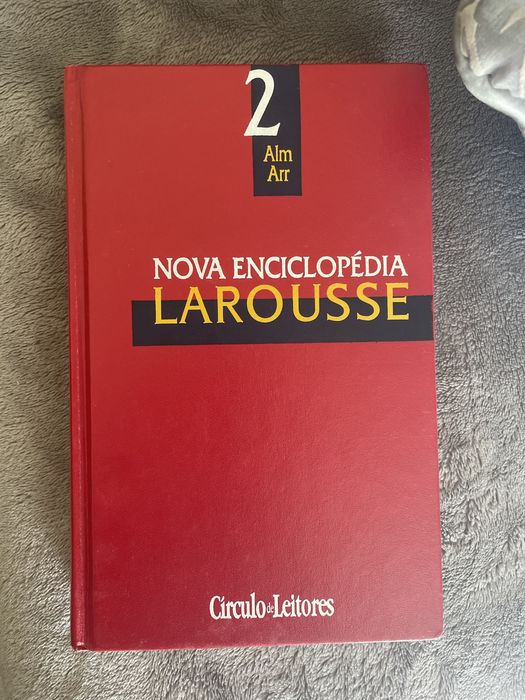 2
Alm
Arr
NOVA ENCICLOPÉDIA
LAROUSSE
Círculo de Leitores